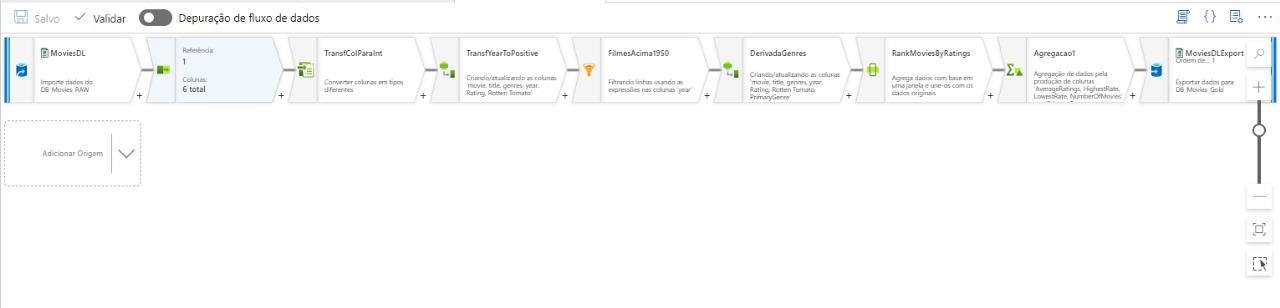 Salvo
Validar
Depuração de fluxo de dados
MoviesDL
Importe dados do
DB_Movies_RAW
+
Referência:
1
Colunas:
6 total
+
TransfColParaInt
Converter colunas em tipos
diferentes
+
TransfYearToPositive
Criando/atualizando as colunas
'movie, title, genres, year,
Rating, Rotten Tomato'
+
FilmesAcima1950
Filtrando linhas usando as
expressões nas colunas 'year'
+
DerivadaGenres
Criando/atualizando as colunas
'movie, title, genres, year,
Rating, Rotten Tomato,
PrimaryGenre'
+
RankMoviesByRatings
Agrega dados com base em
uma janela e une-os com os
dados originais
+
Agregacao1
Agregação de dados pela
produção de colunas
'AverageRatings, HighestRate,
LowestRate, NumberOfMovies'
+
MoviesDLExport
Ordem de... 1
Exportar dados para
DB_Movies_Gold
Adicionar Origem